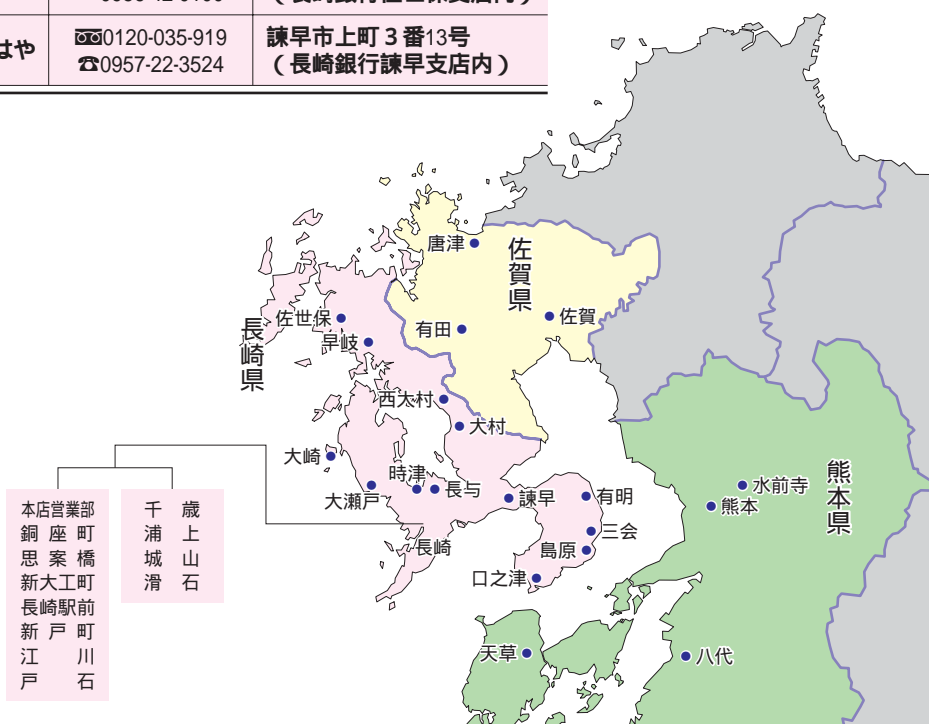 はや
0120-035-919
☎0957-22-3524
諫早市上町3番13号
(長崎銀行諫早支店内)
唐津
佐賀県
佐賀
有田
佐世保
早岐
長崎県
西大村
大村
大崎
時津
長与
大瀬戸
諫早
有明
三会
島原
口之津
長崎
水前寺
熊本
熊本県
天草
八代
本店営業部
銅座町
思案橋
新大工町
長崎駅前
新戸町
江川
戸石
千歳
浦上
城山
滑石